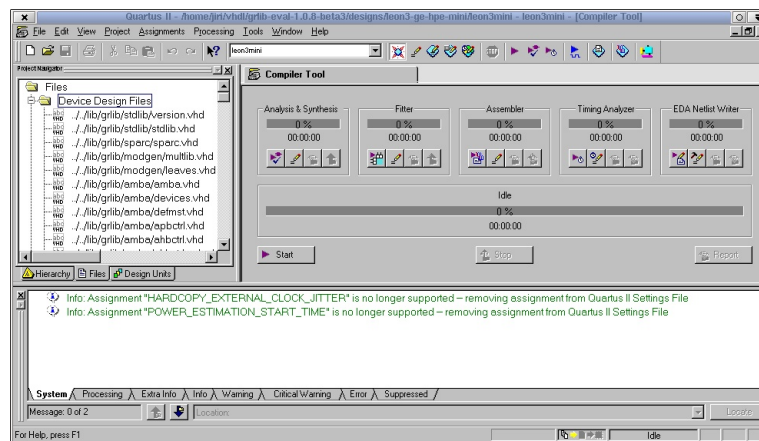 Quartus II - /home/jiri/vhdl/grlib-eval-1.0.8-beta3/designs/leon3-ge-hpe-mini/leon3mini - leon3mini - [Compiler Tool]
File Edit View Project Assignments Processing Tools Window Help
leon3mini
Project Navigator
Compiler Tool
Files
Device Design Files
../../lib/grlib/stdlib/version.vhd
../../lib/grlib/stdlib/stdlib.vhd
../../lib/grlib/sparc/sparc.vhd
../../lib/grlib/modgen/multlib.vhd
../../lib/grlib/modgen/leaves.vhd
../../lib/grlib/amba/amba.vhd
../../lib/grlib/amba/devices.vhd
../../lib/grlib/amba/defmst.vhd
../../lib/grlib/amba/apbctrl.vhd
../../lib/grlib/amba/ahbctrl.vhd
Hierarchy Files Design Units
Analysis & Synthesis Fitter Assembler Timing Analyzer EDA Netlist Writer
0 % 0 % 0 % 0 % 0 %
00:00:00 00:00:00 00:00:00 00:00:00 00:00:00
Idle
0 %
00:00:00
Start Stop Report
Info: Assignment "HARDCOPY_EXTERNAL_CLOCK_JITTER" is no longer supported – removing assignment from Quartus II Settings File
Info: Assignment "POWER_ESTIMATION_START_TIME" is no longer supported – removing assignment from Quartus II Settings File
System Processing Extra Info Info Warning Critical Warning Error Suppressed
Message: 0 of 2 Location: Locate
For Help, press F1 Idle